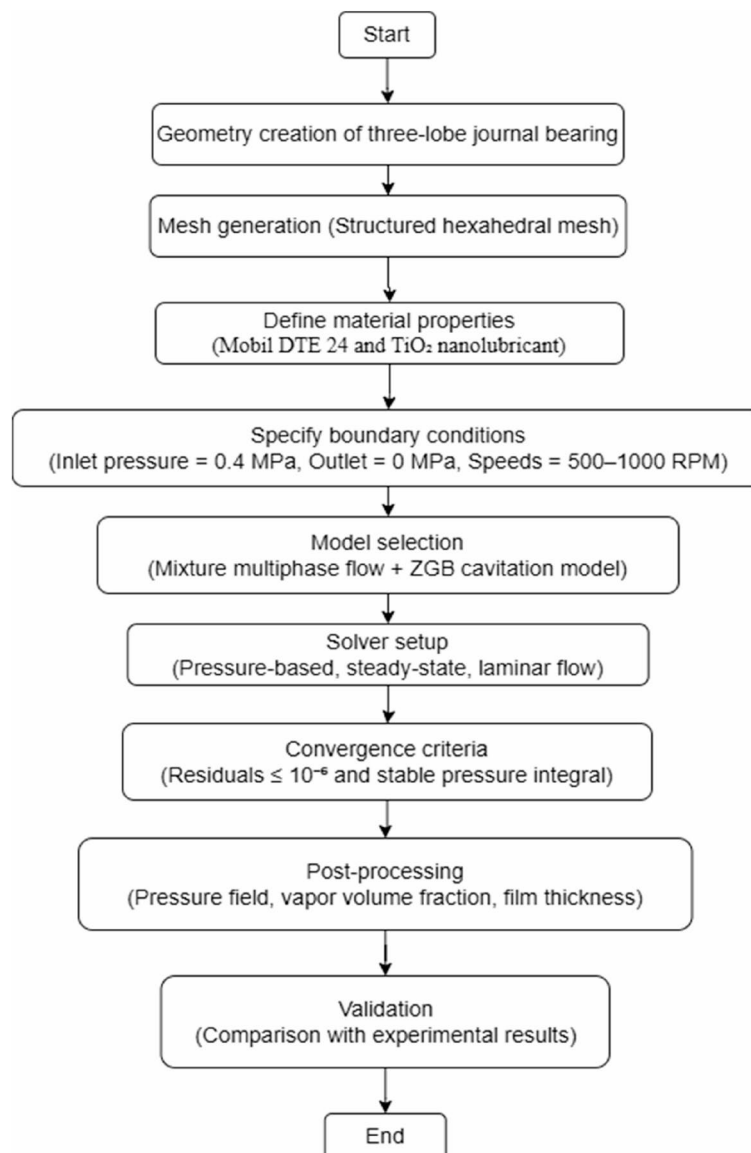 Start
Geometry creation of three-lobe journal bearing
Mesh generation (Structured hexahedral mesh)
Define material properties
(Mobil DTE 24 and TiO₂ nanolubricant)
Specify boundary conditions
(Inlet pressure = 0.4 MPa, Outlet = 0 MPa, Speeds = 500–1000 RPM)
Model selection
(Mixture multiphase flow + ZGB cavitation model)
Solver setup
(Pressure-based, steady-state, laminar flow)
Convergence criteria
(Residuals ≤ 10⁻⁶ and stable pressure integral)
Post-processing
(Pressure field, vapor volume fraction, film thickness)
Validation
(Comparison with experimental results)
End